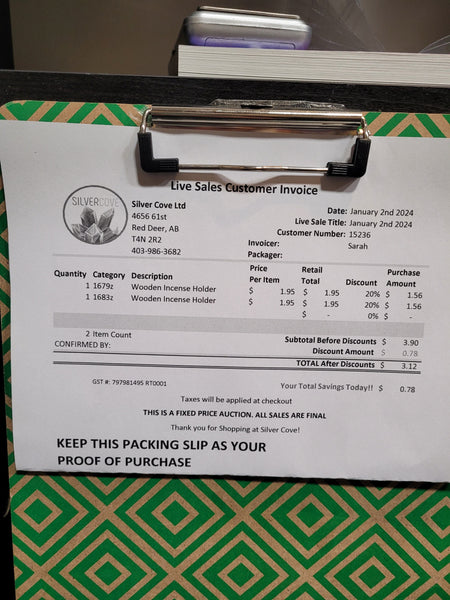 Live Sales Customer Invoice
SILVERCOVE
Silver Cove Ltd
4656 61st
Red Deer, AB
T4N 2R2
403-986-3682
Date: January 2nd 2024
Live Sale Title: January 2nd 2024
Customer Number: 15236
Invoicer: Sarah
Packager:
Quantity Category Description Price Per Item Retail Total Discount Purchase Amount
1 1679z Wooden Incense Holder $ 1.95 $ 1.95 20% $ 1.56
1 1683z Wooden Incense Holder $ 1.95 $ 1.95 20% $ 1.56
$ - 0% $ -
2 Item Count
CONFIRMED BY:
Subtotal Before Discounts $ 3.90
Discount Amount $ 0.78
TOTAL After Discounts $ 3.12
GST #: 797981495 RT0001
Your Total Savings Today!! $ 0.78
Taxes will be applied at checkout
THIS IS A FIXED PRICE AUCTION. ALL SALES ARE FINAL
Thank you for Shopping at Silver Cove!
KEEP THIS PACKING SLIP AS YOUR
PROOF OF PURCHASE